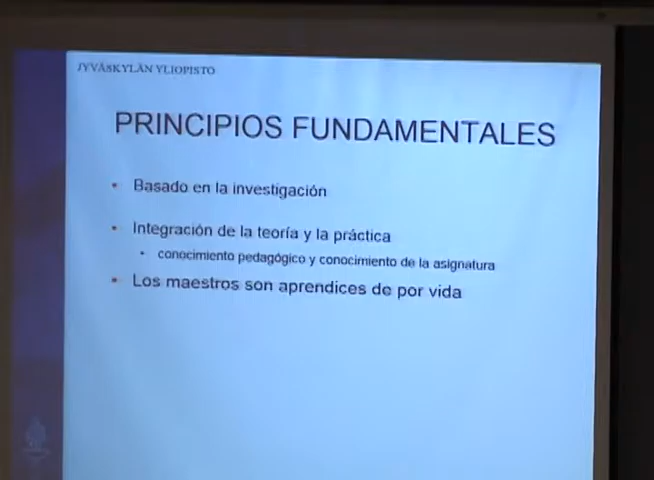 JYVÄSKYLÄN YLIOPISTO
PRINCIPIOS FUNDAMENTALES
• Basado en la investigación
• Integración de la teoría y la práctica
• conocimiento pedagógico y conocimiento de la asignatura
• Los maestros son aprendices de por vida